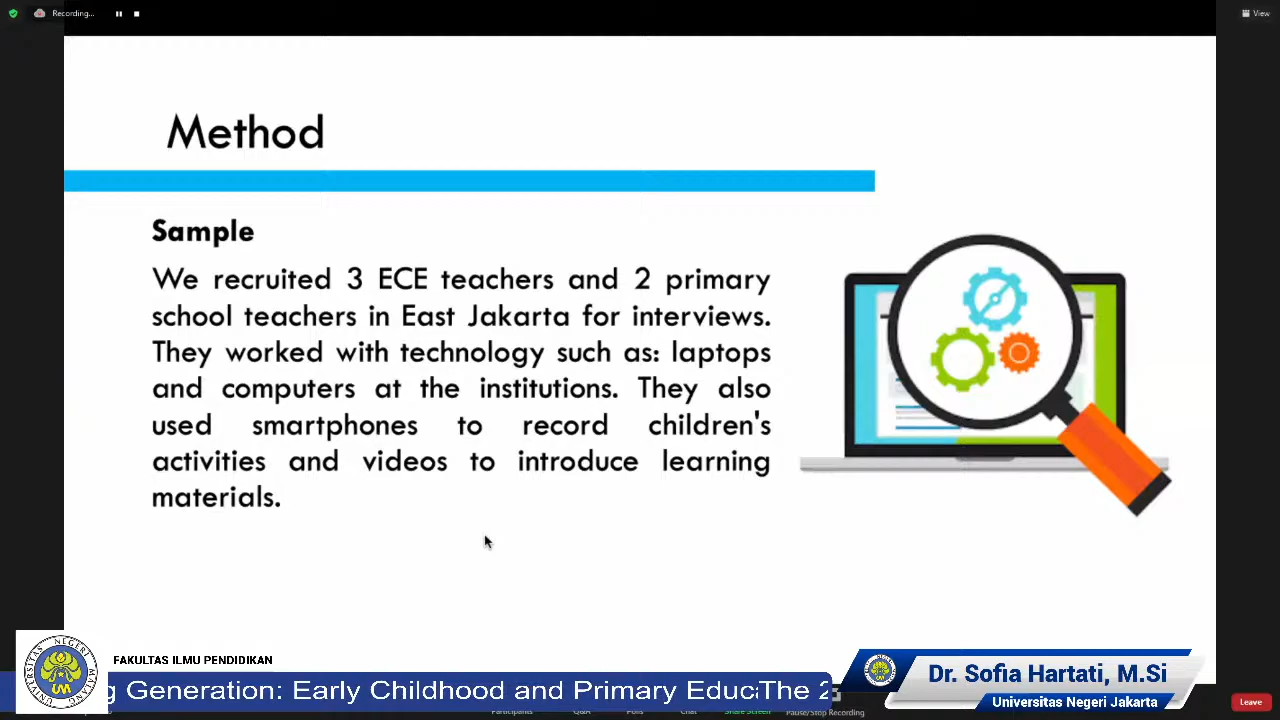 Recording...
View
Method
Sample
We recruited 3 ECE teachers and 2 primary
school teachers in East Jakarta for interviews.
They worked with technology such as: laptops
and computers at the institutions. They also
used smartphones to record children's
activities and videos to introduce learning
materials.
FAKULTAS ILMU PENDIDIKAN
g Generation: Early Childhood and Primary Educ
The 2
Dr. Sofia Hartati, M.Si
Universitas Negeri Jakarta
UM
Participants
Q&A
Polls
Chat
Share Screen
Pause/Stop Recording
Leave